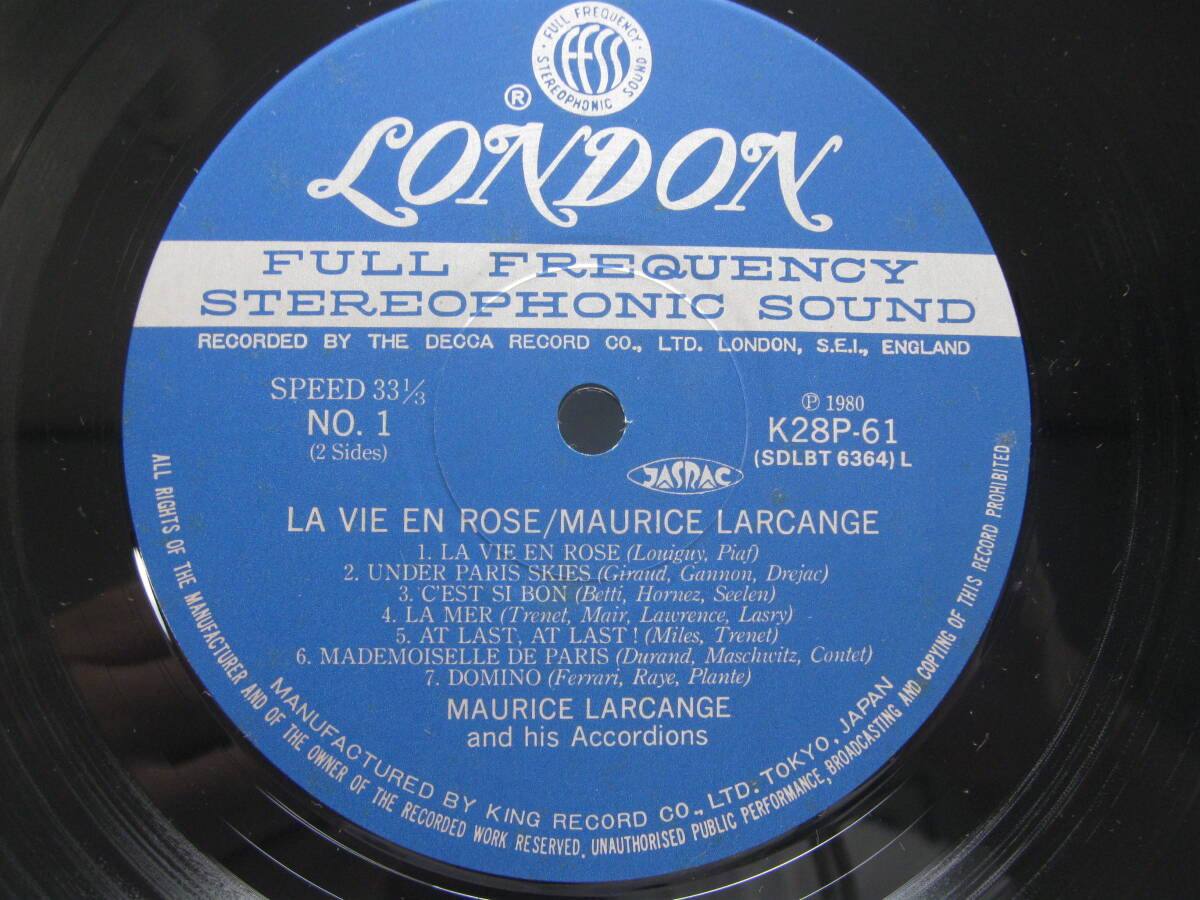 FULL FREQUENCY
FFSS
STEREOPHONIC SOUND
®
LONDON
FULL FREQUENCY
STEREOPHONIC SOUND
RECORDED BY THE DECCA RECORD CO., LTD. LONDON, S.E.I., ENGLAND
SPEED 33⅓
NO. 1
(2 Sides)
℗ 1980
K28P-61
(SDLBT 6364) L
JASRAC
LA VIE EN ROSE/MAURICE LARCANGE
1. LA VIE EN ROSE (Louiguy, Piaf)
2. UNDER PARIS SKIES (Giraud, Gannon, Drejac)
3. C'EST SI BON (Betti, Hornez, Seelen)
4. LA MER (Trenet, Mair, Lawrence, Lasry)
5. AT LAST, AT LAST! (Miles, Trenet)
6. MADEMOISELLE DE PARIS (Durand, Maschwitz, Contet)
7. DOMINO (Ferrari, Raye, Plante)
MAURICE LARCANGE
and his Accordions
MANUFACTURED BY KING RECORD CO., LTD. TOKYO, JAPAN
ALL RIGHTS OF THE MANUFACTURER AND OF THE OWNER OF THE RECORDED WORK RESERVED. UNAUTHORISED PUBLIC PERFORMANCE, BROADCASTING AND COPYING OF THIS RECORD PROHIBITED